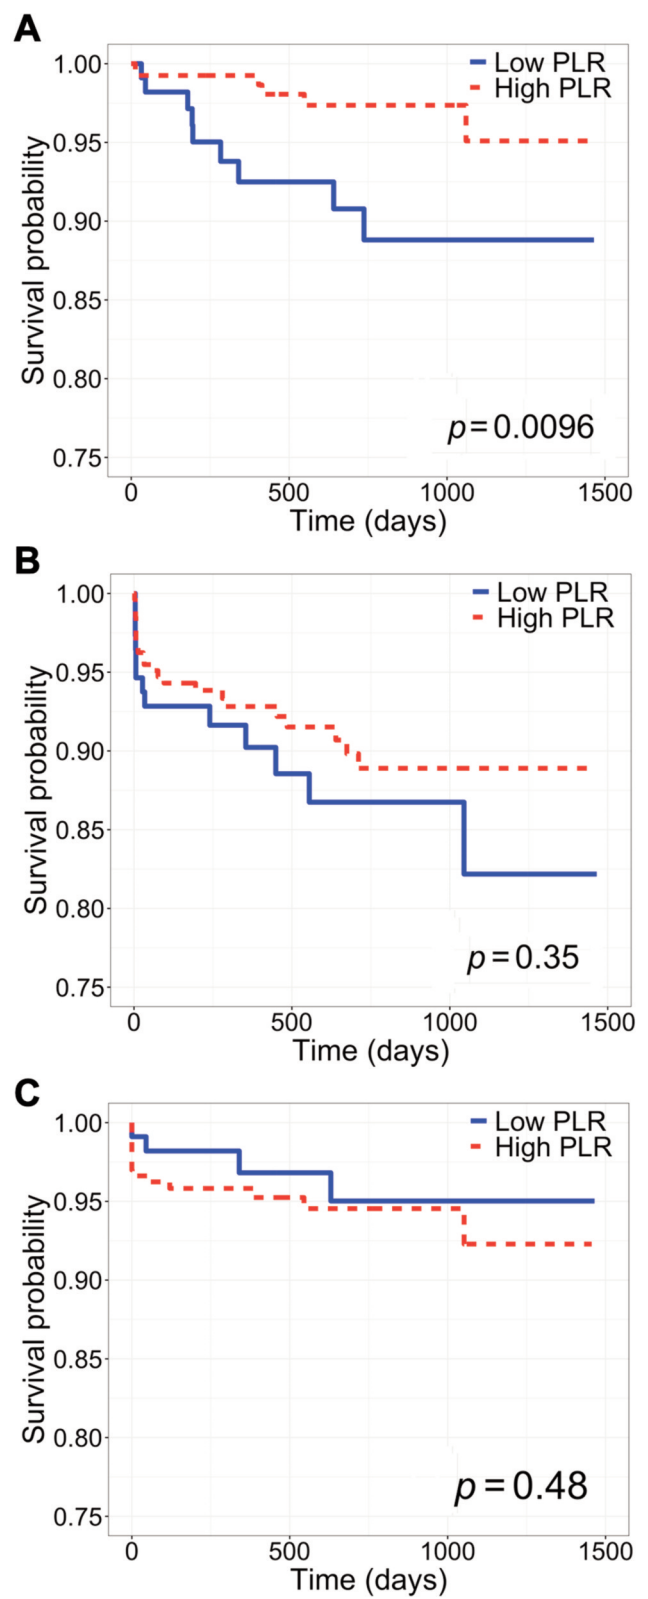 A
Low PLR
High PLR
Survival probability
1.00
0.95
0.90
0.85
0.80
0.75
p=0.0096
0 500 1000 1500
Time (days)
B
Low PLR
High PLR
Survival probability
1.00
0.95
0.90
0.85
0.80
0.75
p=0.35
0 500 1000 1500
Time (days)
C
Low PLR
High PLR
Survival probability
1.00
0.95
0.90
0.85
0.80
0.75
p=0.48
0 500 1000 1500
Time (days)